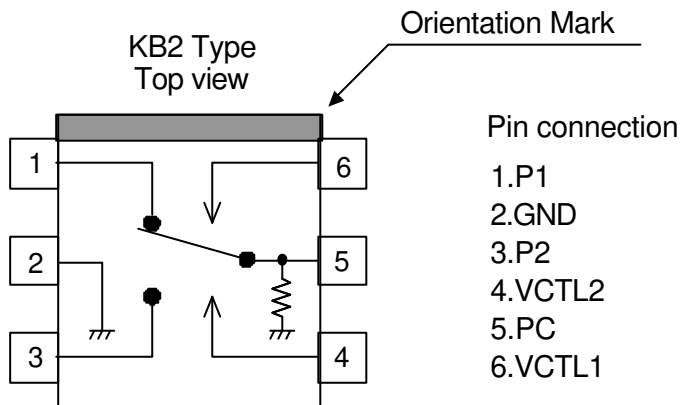 Orientation Mark
KB2 Type
Top view
1
2
3
6
5
4
Pin connection
1.P1
2.GND
3.P2
4.VCTL2
5.PC
6.VCTL1